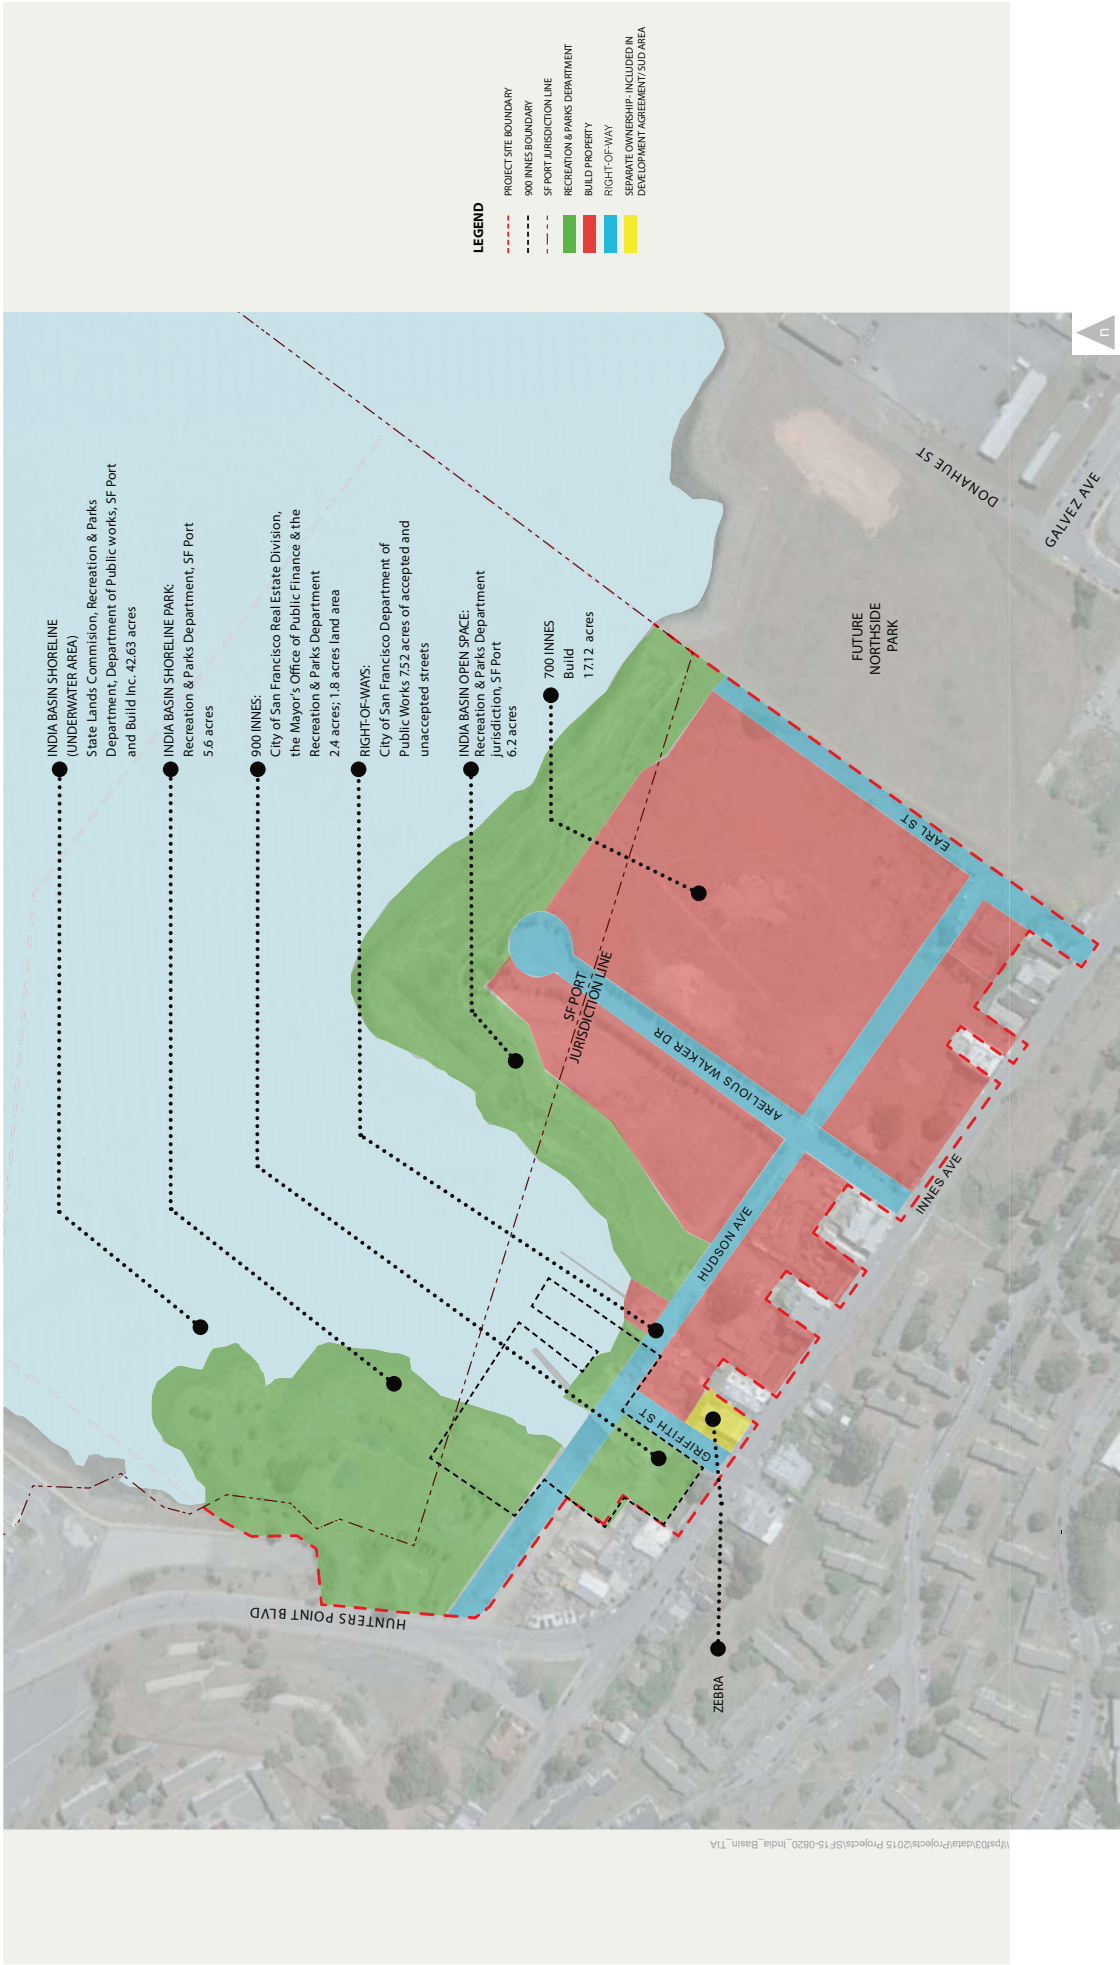 INDIA BASIN SHORELINE
(UNDERWATER AREA)
State Lands Commision, Recreation & Parks
Department, Department of Public works, SF Port
and Build Inc. 42.63 acres
INDIA BASIN SHORELINE PARK:
Recreation & Parks Department, SF Port
5.6 acres
900 INNES:
City of San Francisco Real Estate Division,
the Mayor's Office of Public Finance & the
Recreation & Parks Department
2.4 acres; 1.8 acres land area
RIGHT-OF-WAYS:
City of San Francisco Department of
Public Works 7.52 acres of accepted and
unaccepted streets
INDIA BASIN OPEN SPACE:
Recreation & Parks Department
jurisdiction, SF Port
6.2 acres
700 INNES
Build
17.12 acres
LEGEND
PROJECT SITE BOUNDARY
900 INNES BOUNDARY
SF PORT JURISDICTION LINE
RECREATION & PARKS DEPARTMENT
BUILD PROPERTY
RIGHT-OF-WAY
SEPARATE OWNERSHIP - INCLUDED IN
DEVELOPMENT AGREEMENT/ SUD AREA
HUNTERS POINT BLVD
SF PORT
JURISDICTION LINE
ARELIOUS WALKER DR
HUDSON AVE
GRIFFITH ST
EARL ST
INNES AVE
FUTURE
NORTHSIDE
PARK
DONAHUE ST
GALVEZ AVE
ZEBRA
n
\\fpsf03\data\Projects\2015 Projects\SF15-0820_India_Basin_TIA